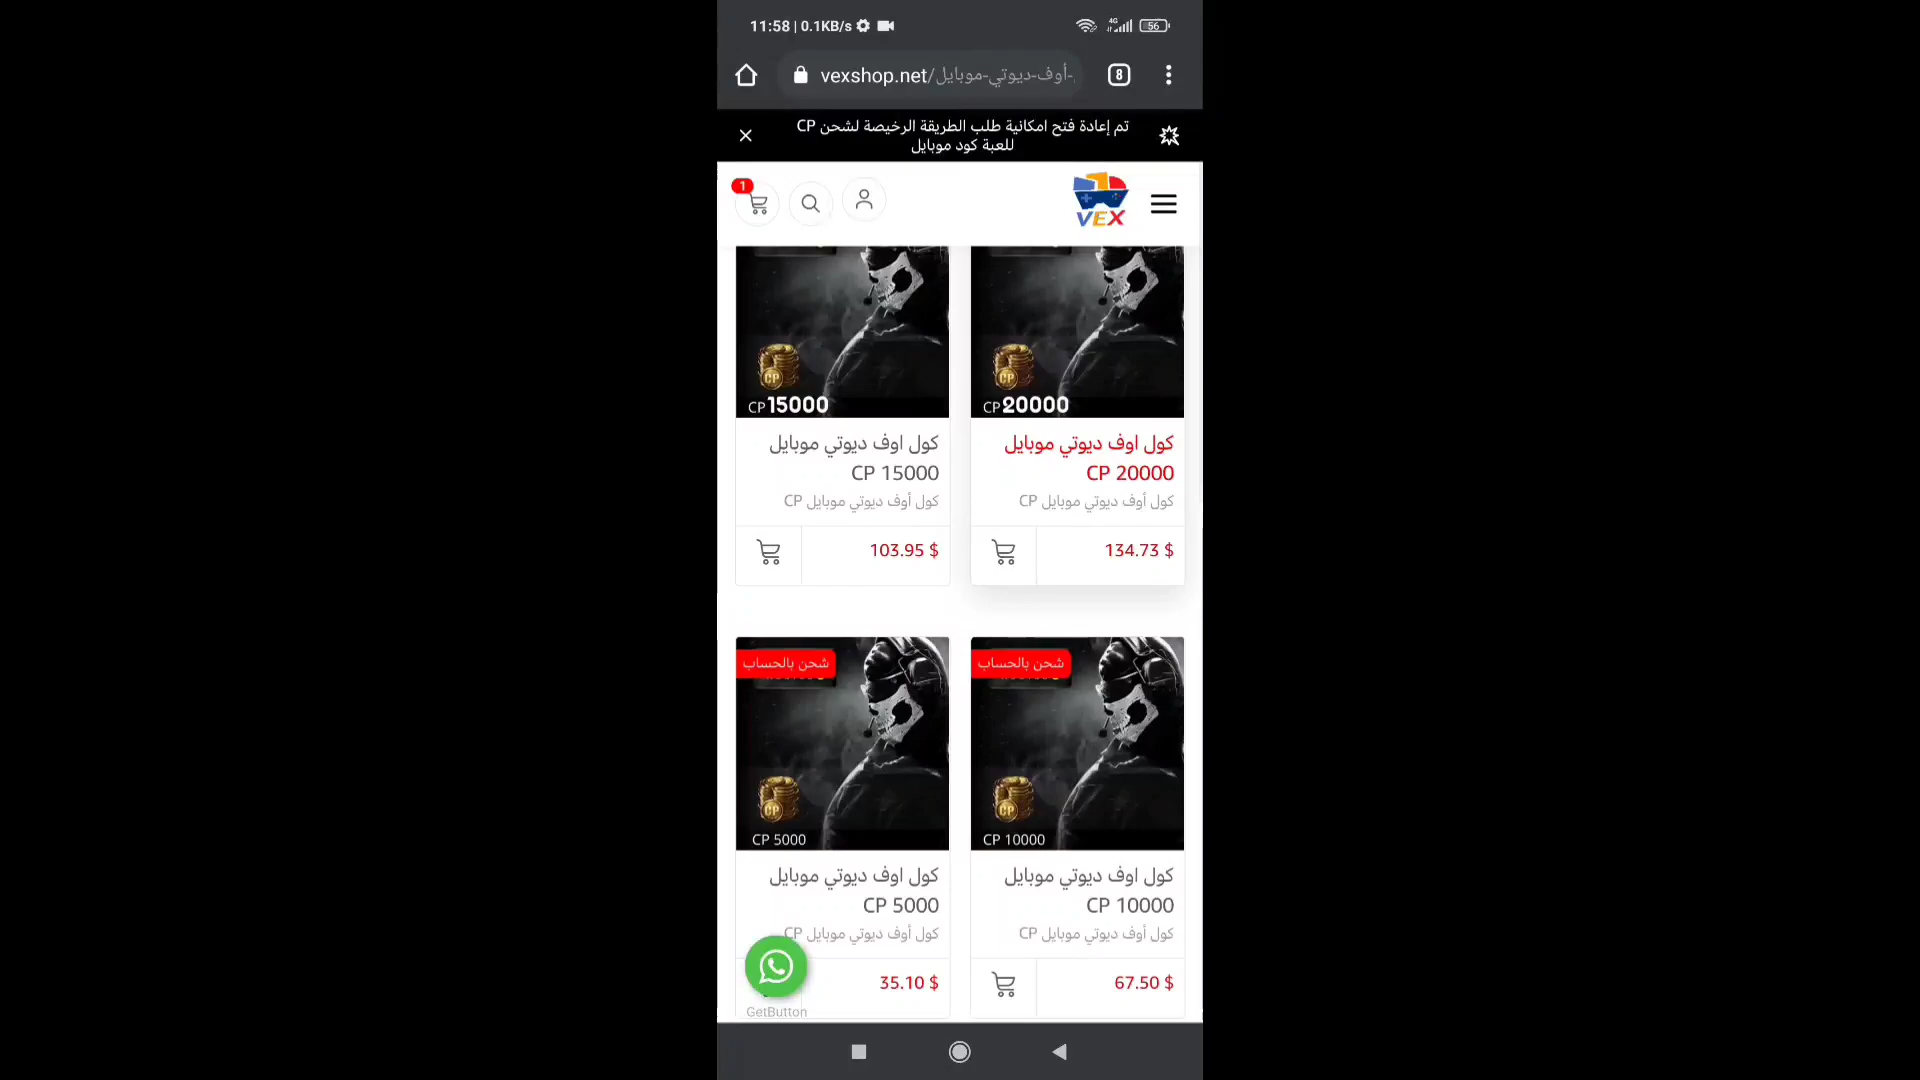 11:58 | 0.1KB/s
4G
56
vexshop.net/أوف-ديوتي-موبايل-
8
تم إعادة فتح امكانية طلب الطريقة الرخيصة لشحن CP
للعبة كود موبايل
1
VEX
CP 20000
CP 15000
كول اوف ديوتي موبايل
CP 20000
كول أوف ديوتي موبايل CP
134.73 $
كول اوف ديوتي موبايل
CP 15000
كول أوف ديوتي موبايل CP
103.95 $
شحن بالحساب
CP 10000
كول اوف ديوتي موبايل
CP 10000
كول أوف ديوتي موبايل CP
67.50 $
شحن بالحساب
CP 5000
كول اوف ديوتي موبايل
CP 5000
كول أوف ديوتي موبايل CP
35.10 $
GetButton